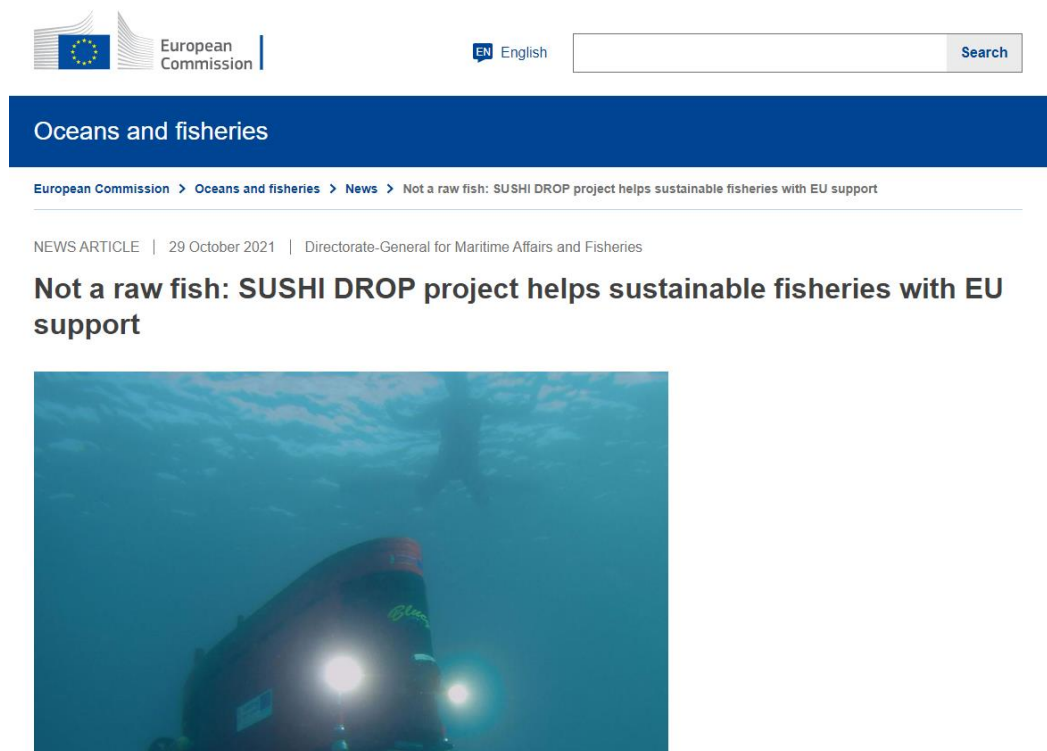 European
Commission
EN English
Search
Oceans and fisheries
European Commission > Oceans and fisheries > News > Not a raw fish: SUSHI DROP project helps sustainable fisheries with EU support
NEWS ARTICLE | 29 October 2021 | Directorate-General for Maritime Affairs and Fisheries
Not a raw fish: SUSHI DROP project helps sustainable fisheries with EU
support